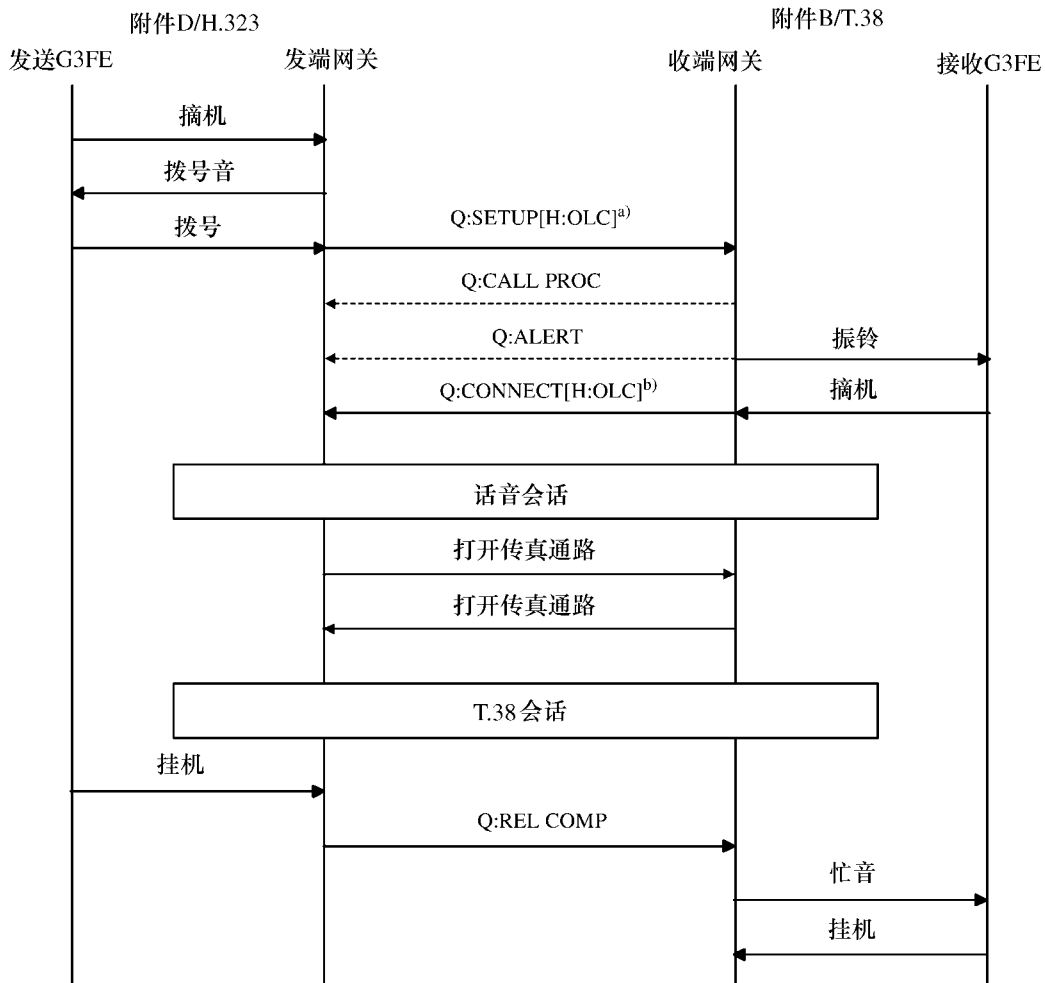 附件D/H.323
附件B/T.38
发送G3FE
发端网关
收端网关
接收G3FE
摘机
拨号音
拨号
Q:SETUP[H:OLC]a)
Q:CALL PROC
Q:ALERT
振铃
Q:CONNECT[H:OLC]b)
摘机
话音会话
打开传真通路
打开传真通路
T.38会话
挂机
Q:REL COMP
忙音
挂机